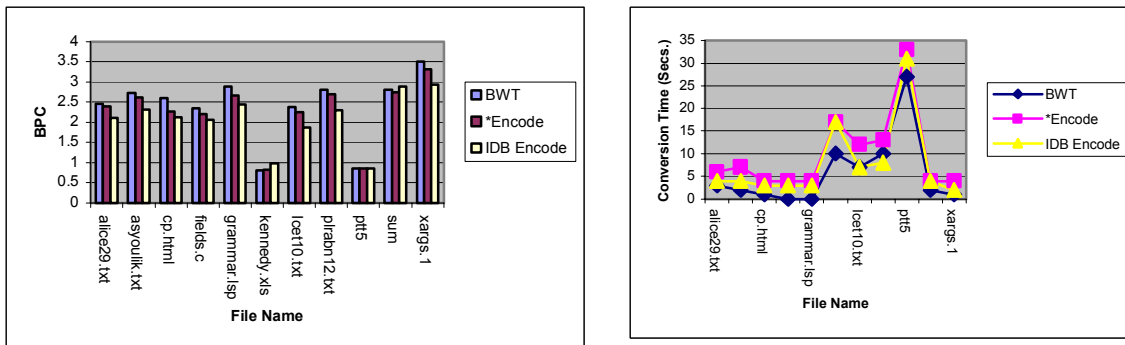 4
3.5
3
2.5
2
1.5
1
0.5
0
BPC
alice29.txt
asyoulik.txt
cp.html
fields.c
grammar.lsp
kennedy.xls
lcet10.txt
plrabn12.txt
ptt5
sum
xargs.1
File Name
BWT
*Encode
IDB Encode
35
30
25
20
15
10
5
0
Conversion Time (Secs.)
alice29.txt
cp.html
grammar.lsp
lcet10.txt
ptt5
xargs.1
File Name
BWT
*Encode
IDB Encode